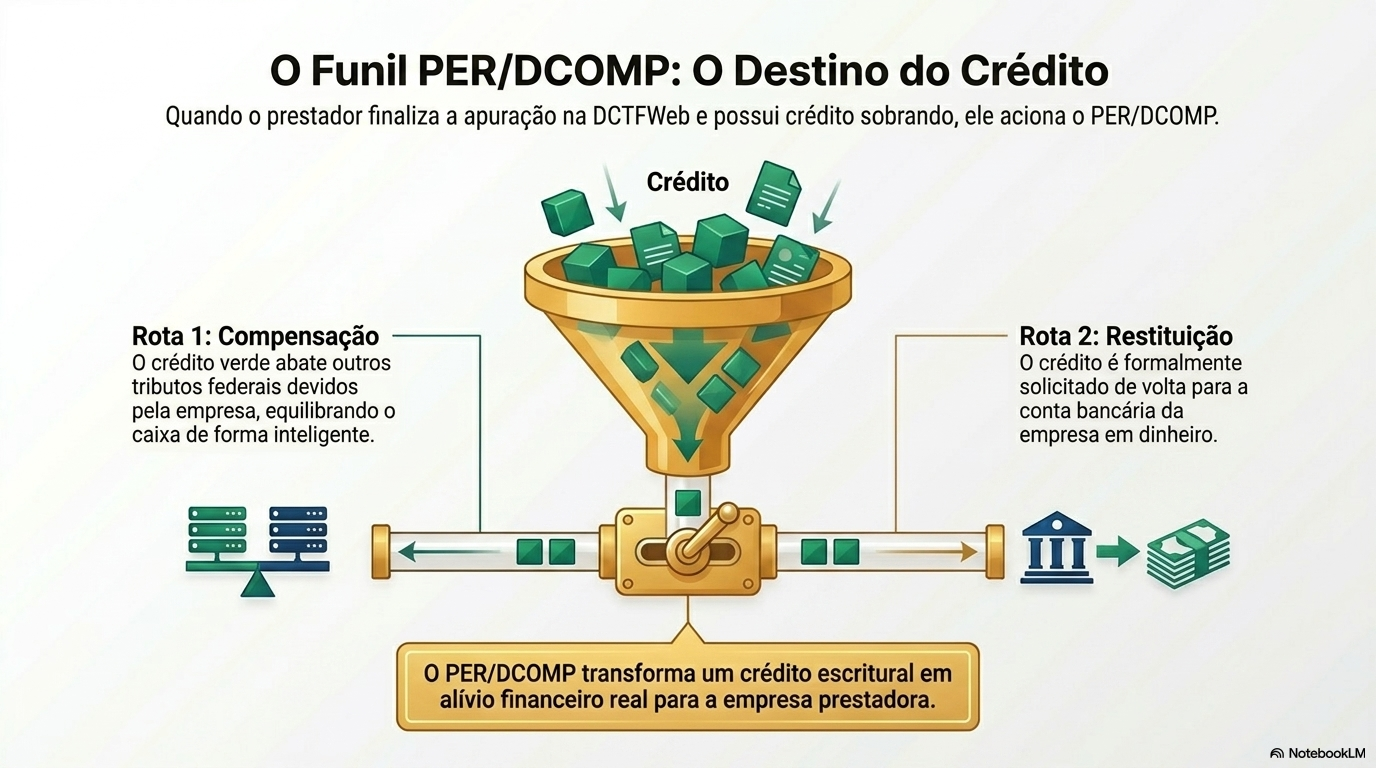 O Funil PER/DCOMP: O Destino do Crédito
Quando o prestador finaliza a apuração na DCTFWeb e possui crédito sobrando, ele aciona o PER/DCOMP.
Crédito
Rota 1: Compensação
O crédito verde abate outros
tributos federais devidos
pela empresa, equilibrando o
caixa de forma inteligente.
Rota 2: Restituição
O crédito é formalmente
solicitado de volta para a
conta bancária da
empresa em dinheiro.
O PER/DCOMP transforma um crédito escritural em
alívio financeiro real para a empresa prestadora.
NotebookLM